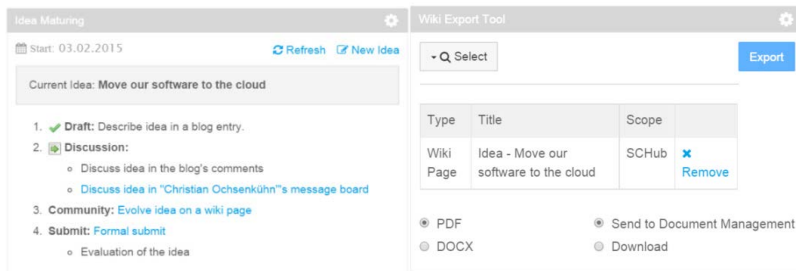 Idea Maturing
Start: 03.02.2015
Refresh
New Idea
Current Idea: Move our software to the cloud
1. Draft: Describe idea in a blog entry.
2. Discussion:
Discuss idea in the blog's comments
Discuss idea in "Christian Ochsenkühn"'s message board
3. Community: Evolve idea on a wiki page
4. Submit: Formal submit
Evaluation of the idea
Wiki Export Tool
Select
Export
Type Title Scope
Wiki Idea - Move our SCHub
Page software to the cloud Remove
PDF Send to Document Management
DOCX Download